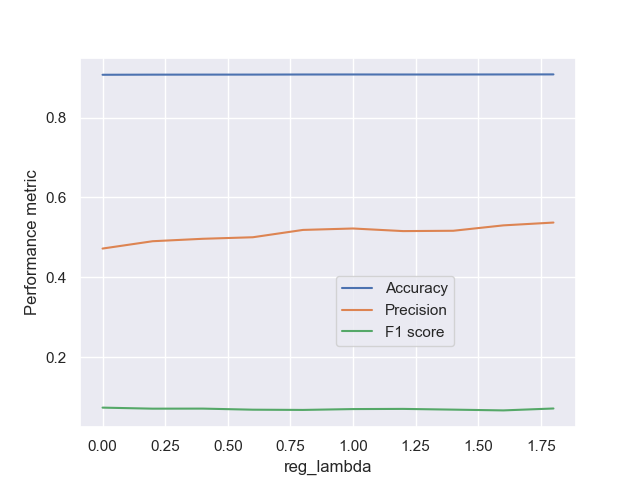 0.8
0.6
0.4
0.2
Performance metric
Accuracy
Precision
F1 score
0.00 0.25 0.50 0.75 1.00 1.25 1.50 1.75
reg_lambda